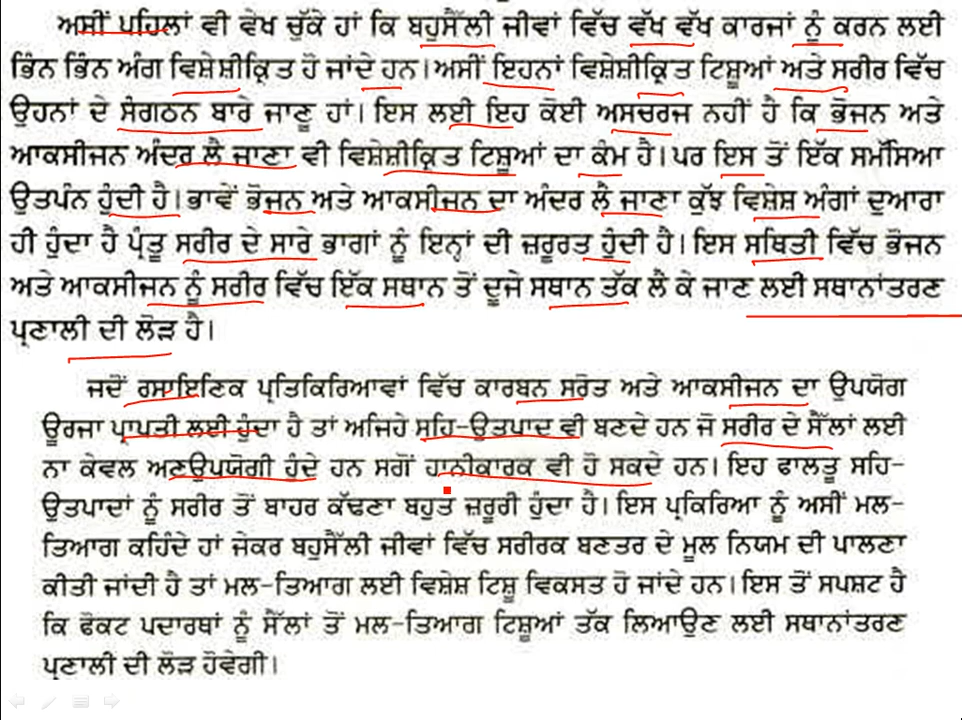 ਅਸੀਂ ਪਹਿਲਾਂ ਵੀ ਵੇਖ ਚੁੱਕੇ ਹਾਂ ਕਿ ਬਹੁਸੈੱਲੀ ਜੀਵਾਂ ਵਿੱਚ ਵੱਖ ਵੱਖ ਕਾਰਜਾਂ ਨੂੰ ਕਰਨ ਲਈ
ਭਿੰਨ ਭਿੰਨ ਅੰਗ ਵਿਸ਼ੇਸ਼ੀਕ੍ਰਿਤ ਹੋ ਜਾਂਦੇ ਹਨ। ਅਸੀਂ ਇਹਨਾਂ ਵਿਸ਼ੇਸ਼ੀਕ੍ਰਿਤ ਟਿਸ਼ੂਆਂ ਅਤੇ ਸਰੀਰ ਵਿੱਚ
ਉਹਨਾਂ ਦੇ ਸੰਗਠਨ ਬਾਰੇ ਜਾਣੂ ਹਾਂ। ਇਸ ਲਈ ਇਹ ਕੋਈ ਅਸਚਰਜ ਨਹੀਂ ਹੈ ਕਿ ਭੋਜਨ ਅਤੇ
ਆਕਸੀਜਨ ਅੰਦਰ ਲੈ ਜਾਣਾ ਵੀ ਵਿਸ਼ੇਸ਼ੀਕ੍ਰਿਤ ਟਿਸ਼ੂਆਂ ਦਾ ਕੰਮ ਹੈ। ਪਰ ਇਸ ਤੋਂ ਇੱਕ ਸਮੱਸਿਆ
ਉਤਪੰਨ ਹੁੰਦੀ ਹੈ। ਭਾਵੇਂ ਭੋਜਨ ਅਤੇ ਆਕਸੀਜਨ ਦਾ ਅੰਦਰ ਲੈ ਜਾਣਾ ਕੁੱਝ ਵਿਸ਼ੇਸ਼ ਅੰਗਾਂ ਦੁਆਰਾ
ਹੀ ਹੁੰਦਾ ਹੈ ਪ੍ਰੰਤੂ ਸਰੀਰ ਦੇ ਸਾਰੇ ਭਾਗਾਂ ਨੂੰ ਇਨ੍ਹਾਂ ਦੀ ਜ਼ਰੂਰਤ ਹੁੰਦੀ ਹੈ। ਇਸ ਸਥਿਤੀ ਵਿੱਚ ਭੋਜਨ
ਅਤੇ ਆਕਸੀਜਨ ਨੂੰ ਸਰੀਰ ਵਿੱਚ ਇੱਕ ਸਥਾਨ ਤੋਂ ਦੂਜੇ ਸਥਾਨ ਤੱਕ ਲੈ ਕੇ ਜਾਣ ਲਈ ਸਥਾਨਾਂਤਰਣ
ਪ੍ਰਣਾਲੀ ਦੀ ਲੋੜ ਹੈ।
ਜਦੋਂ ਰਸਾਇਣਿਕ ਪ੍ਰਤਿਕਿਰਿਆਵਾਂ ਵਿੱਚ ਕਾਰਬਨ ਸਰੋਤ ਅਤੇ ਆਕਸੀਜਨ ਦਾ ਉਪਯੋਗ
ਊਰਜਾ ਪ੍ਰਾਪਤੀ ਲਈ ਹੁੰਦਾ ਹੈ ਤਾਂ ਅਜਿਹੇ ਸਹਿ-ਉਤਪਾਦ ਵੀ ਬਣਦੇ ਹਨ ਜੋ ਸਰੀਰ ਦੇ ਸੈੱਲਾਂ ਲਈ
ਨਾ ਕੇਵਲ ਅਣਉਪਯੋਗੀ ਹੁੰਦੇ ਹਨ ਸਗੋਂ ਹਾਨੀਕਾਰਕ ਵੀ ਹੋ ਸਕਦੇ ਹਨ। ਇਹ ਫਾਲਤੂ ਸਹਿ-
ਉਤਪਾਦਾਂ ਨੂੰ ਸਰੀਰ ਤੋਂ ਬਾਹਰ ਕੱਢਣਾ ਬਹੁਤ ਜ਼ਰੂਰੀ ਹੁੰਦਾ ਹੈ। ਇਸ ਪ੍ਰਕਿਰਿਆ ਨੂੰ ਅਸੀਂ ਮਲ-
ਤਿਆਗ ਕਹਿੰਦੇ ਹਾਂ ਜੇਕਰ ਬਹੁਸੈੱਲੀ ਜੀਵਾਂ ਵਿੱਚ ਸਰੀਰਕ ਬਣਤਰ ਦੇ ਮੂਲ ਨਿਯਮ ਦੀ ਪਾਲਣਾ
ਕੀਤੀ ਜਾਂਦੀ ਹੈ ਤਾਂ ਮਲ-ਤਿਆਗ ਲਈ ਵਿਸ਼ੇਸ਼ ਟਿਸ਼ੂ ਵਿਕਸਤ ਹੋ ਜਾਂਦੇ ਹਨ। ਇਸ ਤੋਂ ਸਪਸ਼ਟ ਹੈ
ਕਿ ਫੋਕਟ ਪਦਾਰਥਾਂ ਨੂੰ ਸੈੱਲਾਂ ਤੋਂ ਮਲ-ਤਿਆਗ ਟਿਸ਼ੂਆਂ ਤੱਕ ਲਿਆਉਣ ਲਈ ਸਥਾਨਾਂਤਰਣ
ਪ੍ਰਣਾਲੀ ਦੀ ਲੋੜ ਹੋਵੇਗੀ।